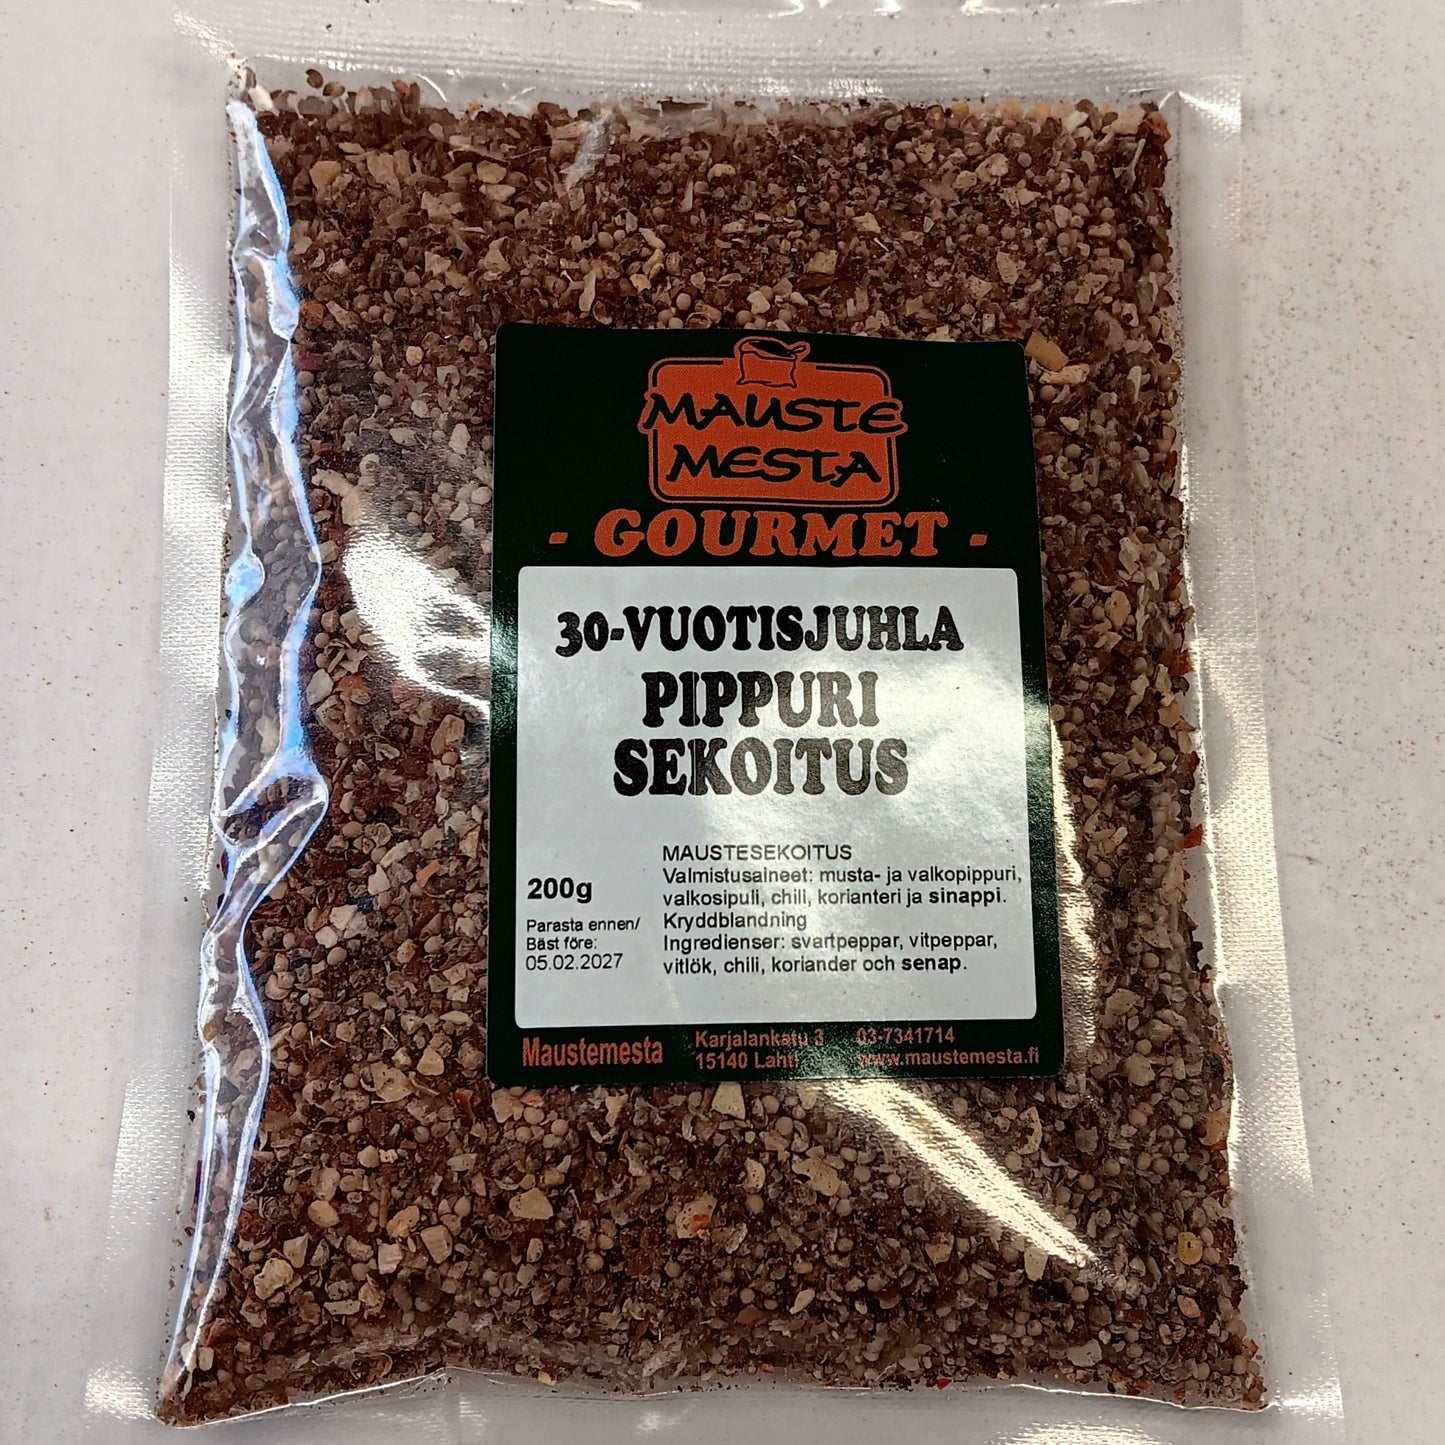 MAUSTE
MESTA
- GOURMET -
30-VUOTISJUHLA
PIPPURI
SEKOITUS
200g
Parasta ennen/
Bäst före:
05.02.2027
MAUSTESEKOITUS
Valmistusaineet: musta- ja valkopippuri,
valkosipuli, chili, korianteri ja sinappi.
Kryddblandning
Ingredienser: svartpeppar, vitpeppar,
vitlök, chili, koriander och senap.
Maustemesta
Karjalankatu 3
15140 Lahti
03-7341714
www.maustemesta.fi